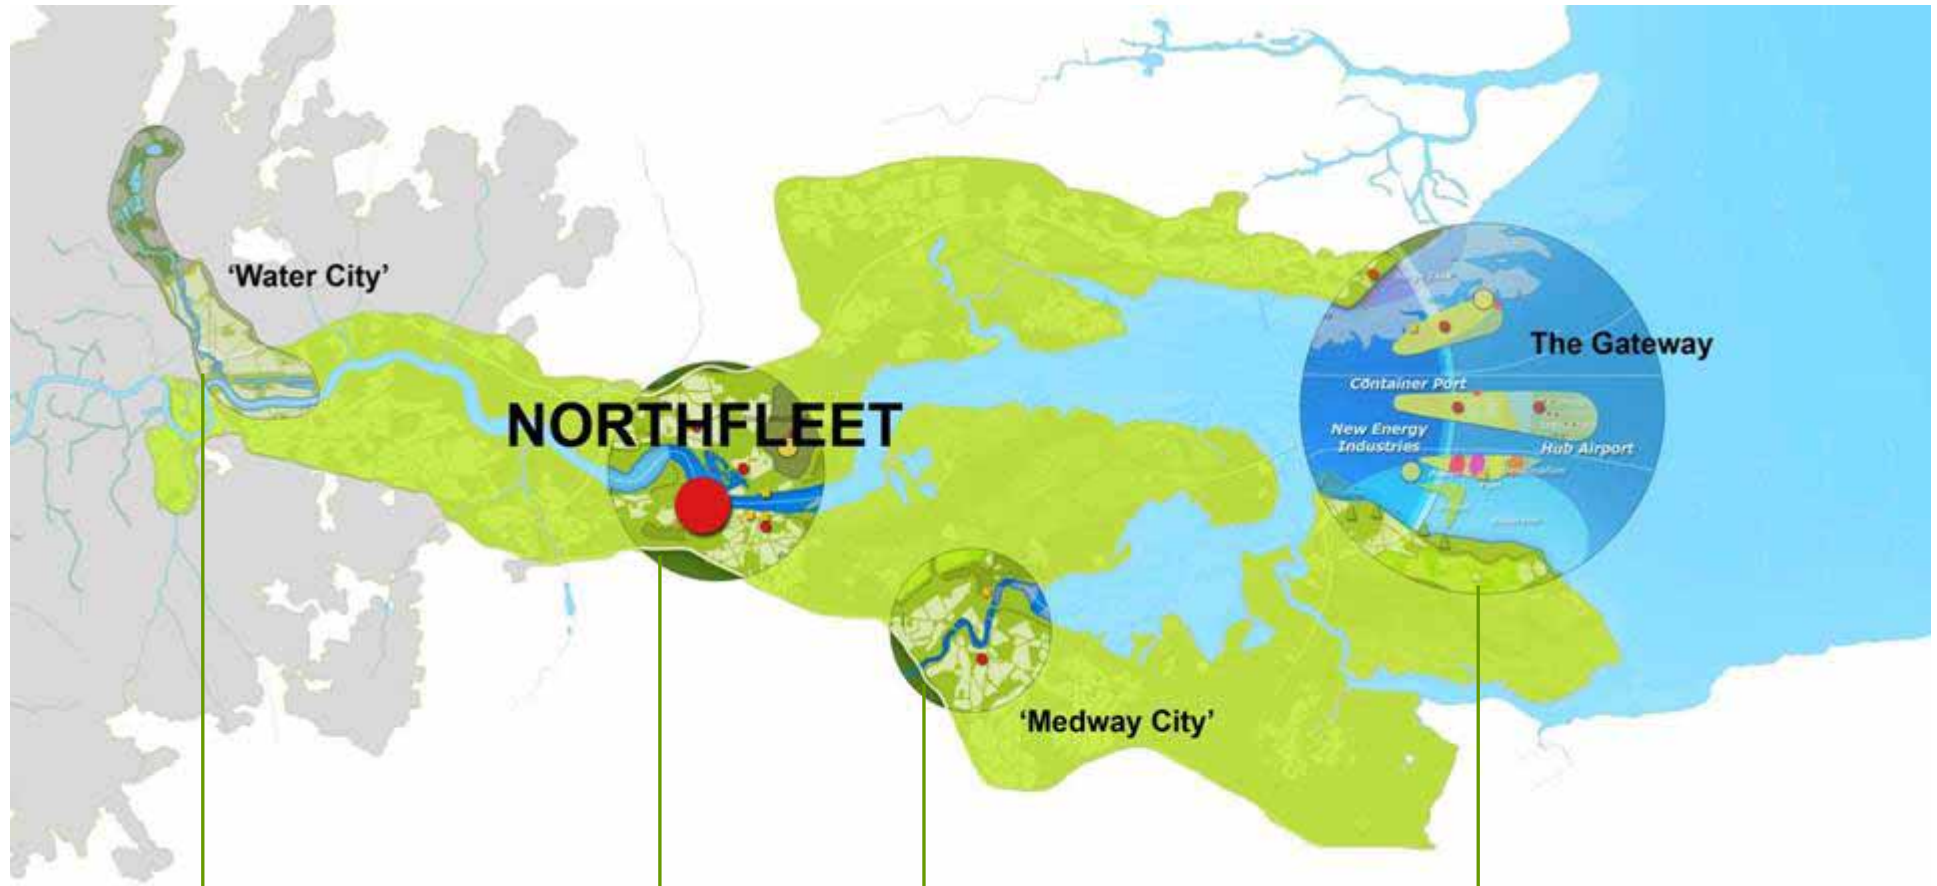 ‘Water City’
The Gateway
Container Port
NORTHFLEET
New Energy
Industries
Hub Airport
‘Medway City’